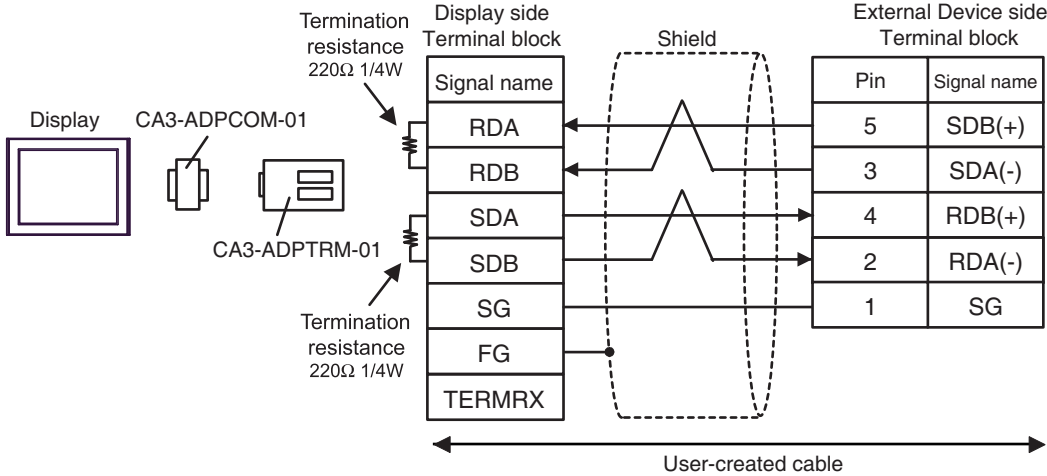 Termination
resistance
220Ω 1/4W
Display side
Terminal block
Shield
External Device side
Terminal block
Display
CA3-ADPCOM-01
CA3-ADPTRM-01
Signal name
RDA
RDB
SDA
SDB
SG
FG
TERMRX
Pin Signal name
5 SDB(+)
3 SDA(-)
4 RDB(+)
2 RDA(-)
1 SG
Termination
resistance
220Ω 1/4W
User-created cable